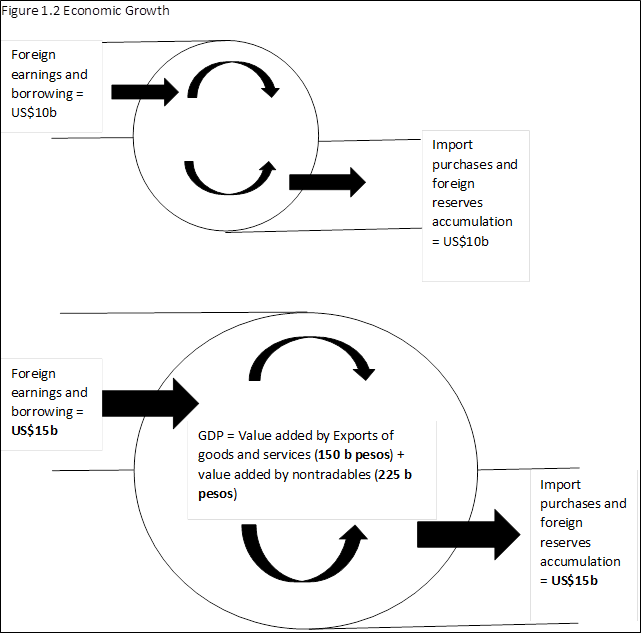 Figure 1.2 Economic Growth
Foreign
earnings and
borrowing =
US$10b
Import
purchases and
foreign
reserves
accumulation
= US$10b
Foreign
earnings and
borrowing =
US$15b
GDP = Value added by Exports of
goods and services (150 b pesos) +
value added by nontradables (225 b
pesos)
Import
purchases and
foreign
reserves
accumulation
= US$15b